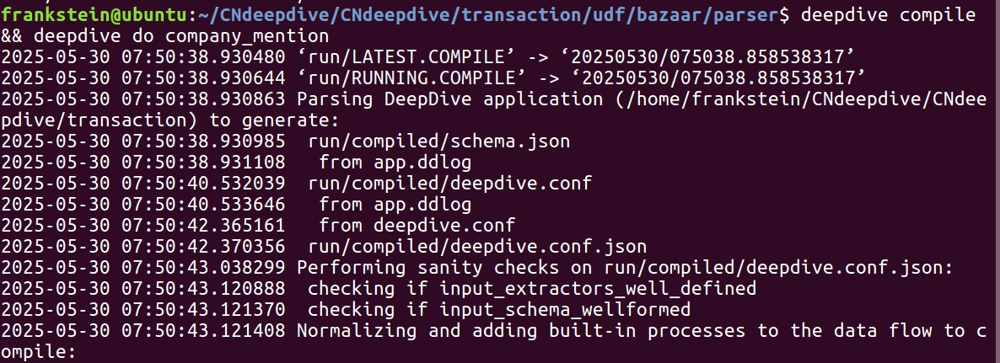 frankstein@ubuntu:~/CNdeepdive/CNdeepdive/transaction/udf/bazaar/parser$ deepdive compile
&& deepdive do company_mention
2025-05-30 07:50:38.930480 ‘run/LATEST.COMPILE’ -> ‘20250530/075038.858538317’
2025-05-30 07:50:38.930644 ‘run/RUNNING.COMPILE’ -> ‘20250530/075038.858538317’
2025-05-30 07:50:38.930863 Parsing DeepDive application (/home/frankstein/CNdeepdive/CNdee
pdive/transaction) to generate:
2025-05-30 07:50:38.930985  run/compiled/schema.json
2025-05-30 07:50:38.931108   from app.ddlog
2025-05-30 07:50:40.532039  run/compiled/deepdive.conf
2025-05-30 07:50:40.533646   from app.ddlog
2025-05-30 07:50:42.365161   from deepdive.conf
2025-05-30 07:50:42.370356  run/compiled/deepdive.conf.json
2025-05-30 07:50:43.038299 Performing sanity checks on run/compiled/deepdive.conf.json:
2025-05-30 07:50:43.120888  checking if input_extractors_well_defined
2025-05-30 07:50:43.121370  checking if input_schema_wellformed
2025-05-30 07:50:43.121408 Normalizing and adding built-in processes to the data flow to c
ompile: